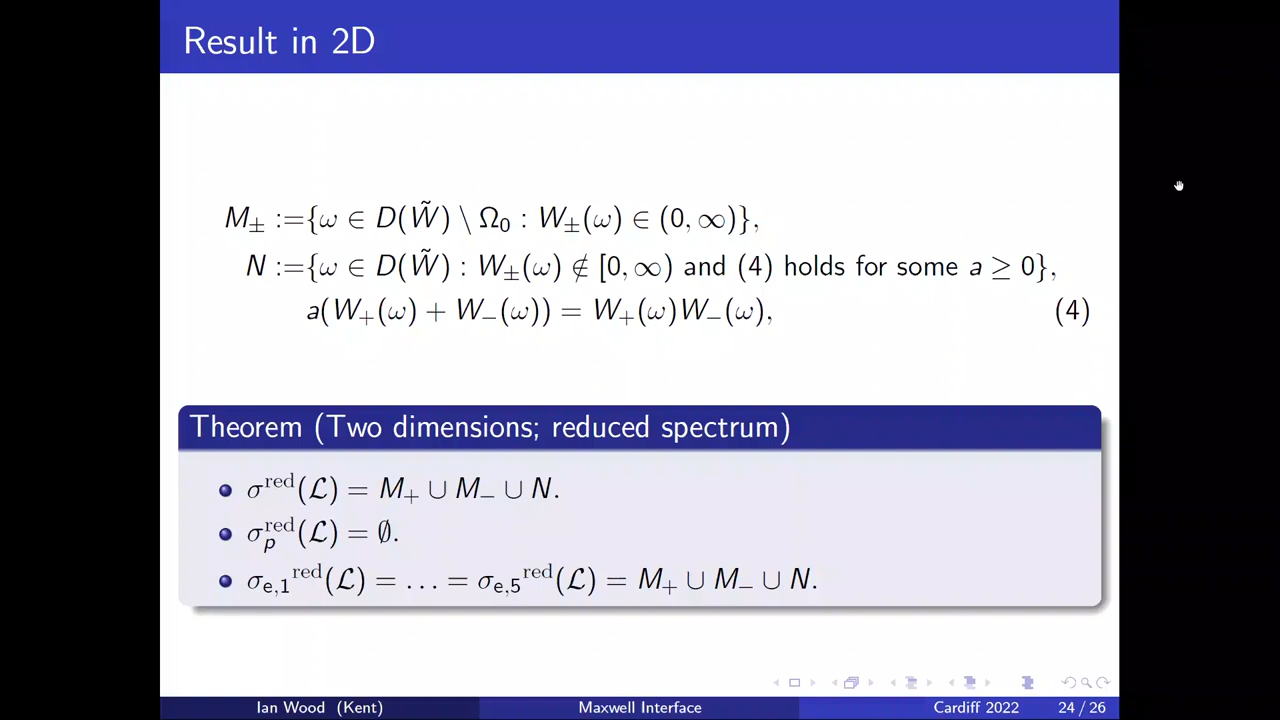 Result in 2D
M± :={ω ∈ D(W̃) \ Ω₀ : W±(ω) ∈ (0, ∞)},
N :={ω ∈ D(W̃) : W±(ω) ∉ [0, ∞) and (4) holds for some a ≥ 0},
a(W₊(ω) + W₋(ω)) = W₊(ω)W₋(ω), (4)
Theorem (Two dimensions; reduced spectrum)
σ^red(ℒ) = M₊ ∪ M₋ ∪ N.
σ_p^red(ℒ) = ∅.
σ_e,1^red(ℒ) = … = σ_e,5^red(ℒ) = M₊ ∪ M₋ ∪ N.
Ian Wood (Kent) Maxwell Interface Cardiff 2022 24 / 26